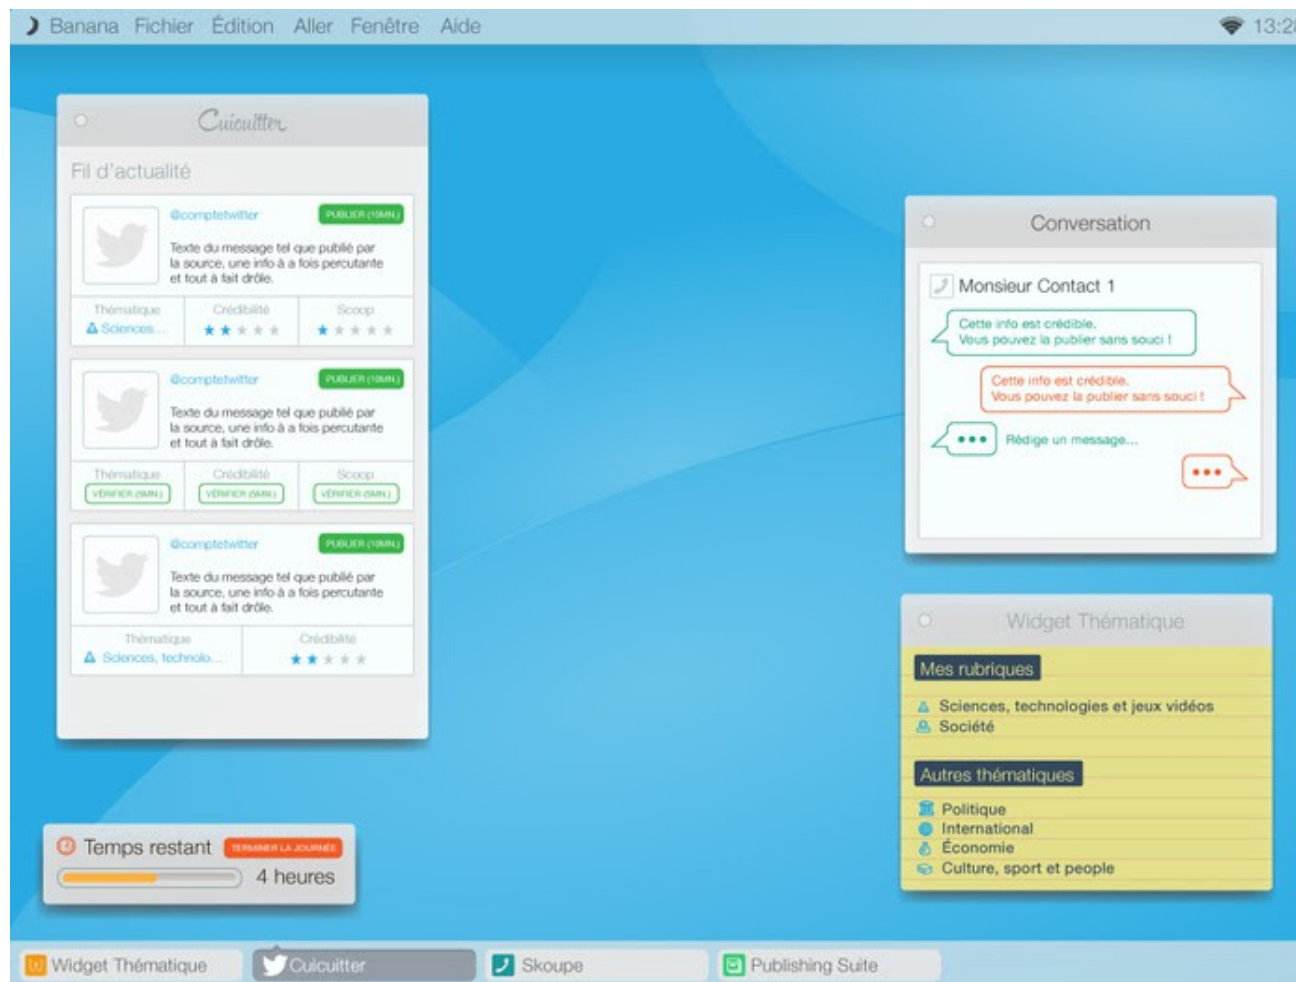 Banana Fichier Édition Aller Fenêtre Aide
13:28
Cuicuitter
Fil d'actualité
@comptetwitter
PUBLIER (10MN.)
Texte du message tel que publié par
la source, une info à a fois percutante
et tout à fait drôle.
Thématique Crédibilité Scoop
Sciences...
@comptetwitter
PUBLIER (10MN.)
Texte du message tel que publié par
la source, une info à a fois percutante
et tout à fait drôle.
Thématique Crédibilité Scoop
VÉRIFIER (5MN.) VÉRIFIER (5MN.) VÉRIFIER (5MN.)
@comptetwitter
PUBLIER (10MN.)
Texte du message tel que publié par
la source, une info à a fois percutante
et tout à fait drôle.
Thématique Crédibilité
Sciences, technolo...
Temps restant
TERMINER LA JOURNÉE
4 heures
Conversation
Monsieur Contact 1
Cette info est crédible.
Vous pouvez la publier sans souci !
Cette info est crédible.
Vous pouvez la publier sans souci !
Rédige un message...
Widget Thématique
Mes rubriques
Sciences, technologies et jeux vidéos
Société
Autres thématiques
Politique
International
Économie
Culture, sport et people
Widget Thématique
Cuicuitter
Skoupe
Publishing Suite